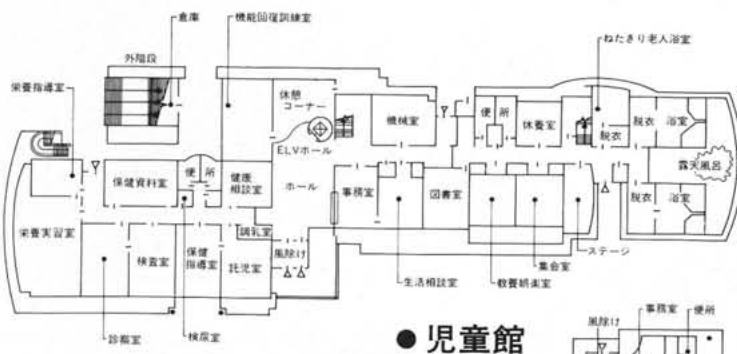 倉庫
機能回復訓練室
外階段
ねたきり老人浴室
栄養指導室
休憩
コーナー
機械室
便所
休養室
脱衣
脱衣
浴室
ELVホール
保健資料室
便所
健康
相談室
ホール
事務室
図書室
露天風呂
脱衣
浴室
栄養実習室
検査室
保健
指導室
調乳室
託児室
風除け
ステージ
集会室
生活相談室
教養娯楽室
診察室
検尿室
●児童館
風除け
事務室
便所